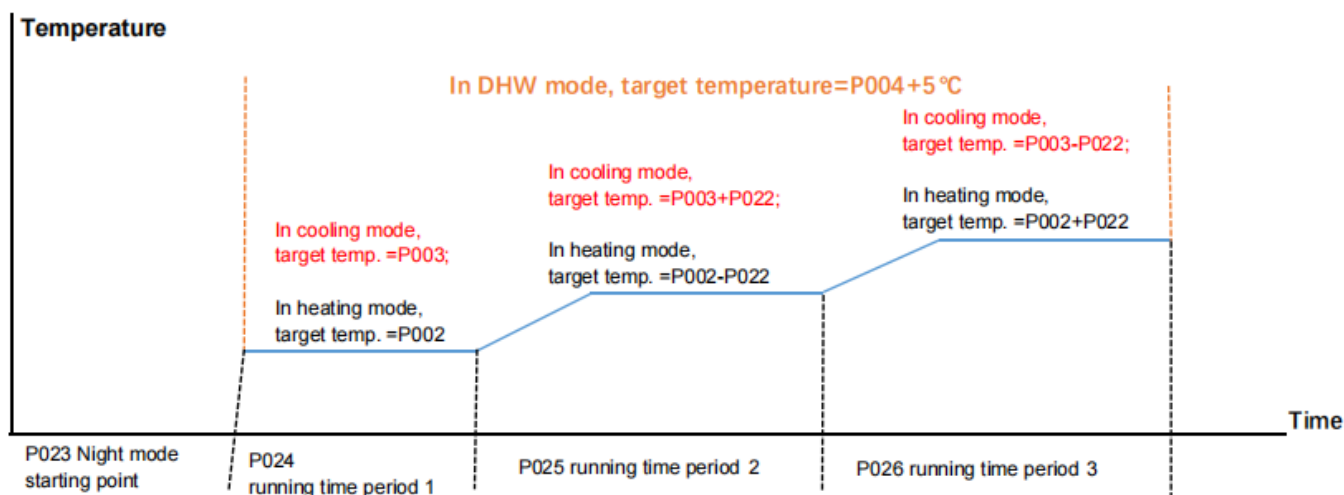 Temperature
In DHW mode, target temperature=P004+5℃
In cooling mode,
target temp. =P003;
In heating mode,
target temp. =P002
In cooling mode,
target temp. =P003+P022;
In heating mode,
target temp. =P002-P022
In cooling mode,
target temp. =P003-P022;
In heating mode,
target temp. =P002+P022
Time
P023 Night mode
starting point
P024
running time period 1
P025 running time period 2
P026 running time period 3